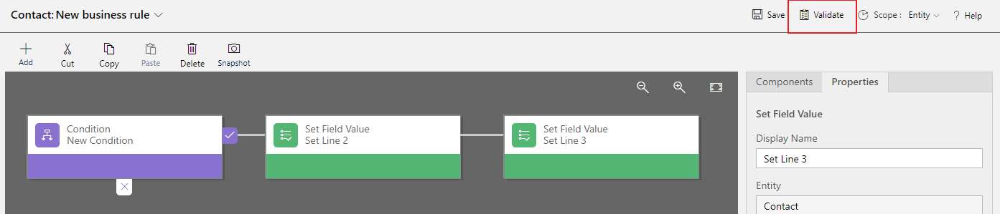 Contact: New business rule
Save
Validate
Scope :
Entity
? Help
Add
Cut
Copy
Paste
Delete
Snapshot
Components
Properties
Condition
New Condition
Set Field Value
Set Line 2
Set Field Value
Set Line 3
Set Field Value
Display Name
Set Line 3
Entity
Contact